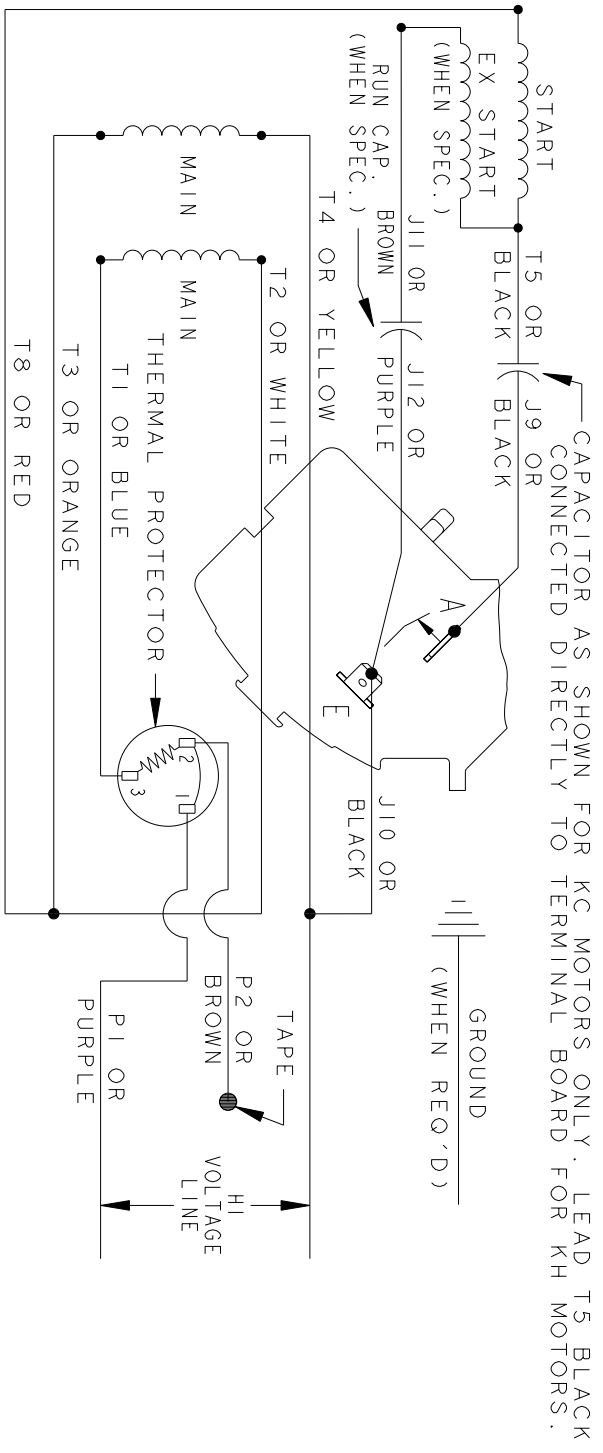 CAPACITOR AS SHOWN FOR KC MOTORS ONLY. LEAD T5 BLACK
CONNECTED DIRECTLY TO TERMINAL BOARD FOR KH MOTORS.
START
EX START
(WHEN SPEC.)
T5 OR
BLACK
J9 OR
BLACK
RUN CAP.
(WHEN SPEC.)
J11 OR
BROWN
J12 OR
PURPLE
A
E
J10 OR
BLACK
GROUND
(WHEN REQ'D)
MAIN
MAIN
T4 OR YELLOW
T2 OR WHITE
THERMAL PROTECTOR
T1 OR BLUE
T3 OR ORANGE
T8 OR RED
2
1
3
TAPE
P2 OR
BROWN
P1 OR
PURPLE
HI
VOLTAGE
LINE